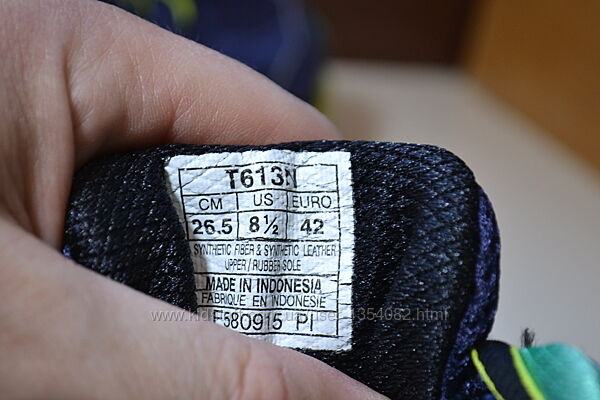 T613N
CM US EURO
26.5 8½ 42
SYNTHETIC FIBER & SYNTHETIC LEATHER
UPPER / RUBBER SOLE
MADE IN INDONESIA
FABRIQUE EN INDONESIE
F580915 PI